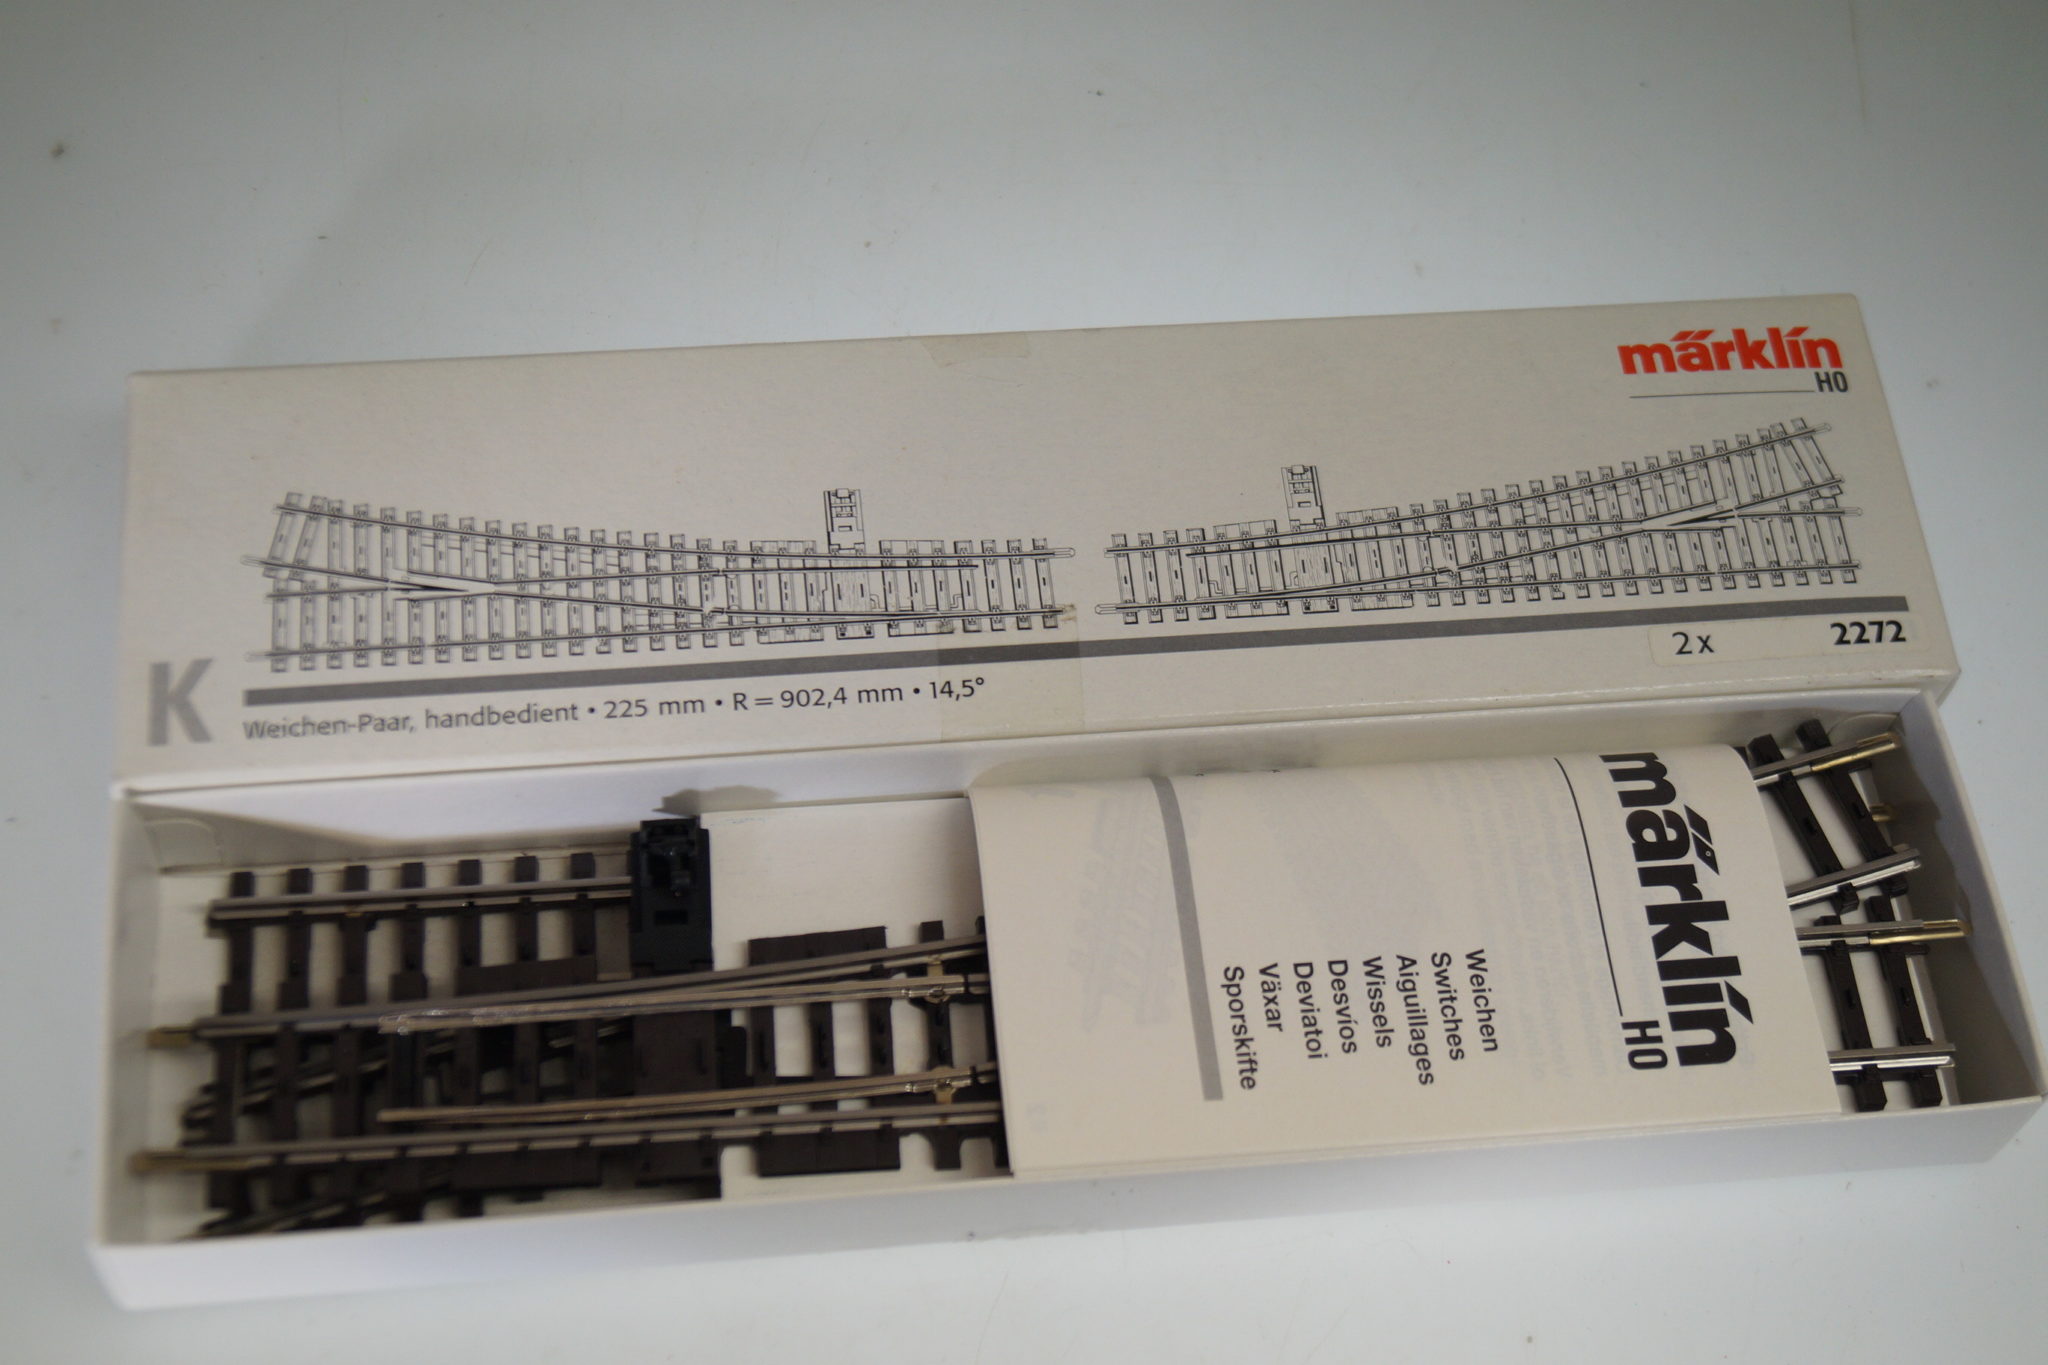 märklin
H0
2x 2272
K
Weichen-Paar, handbedient • 225 mm • R = 902,4 mm • 14,5°
märklin
H0
Weichen
Switches
Aiguillages
Wissels
Desvíos
Deviatoi
Växar
Sporskifte